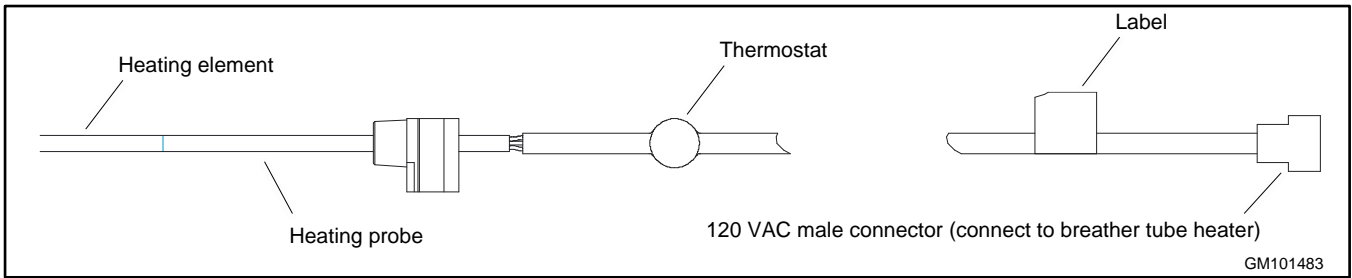 Label
Thermostat
Heating element
Heating probe
120 VAC male connector (connect to breather tube heater)
GM101483